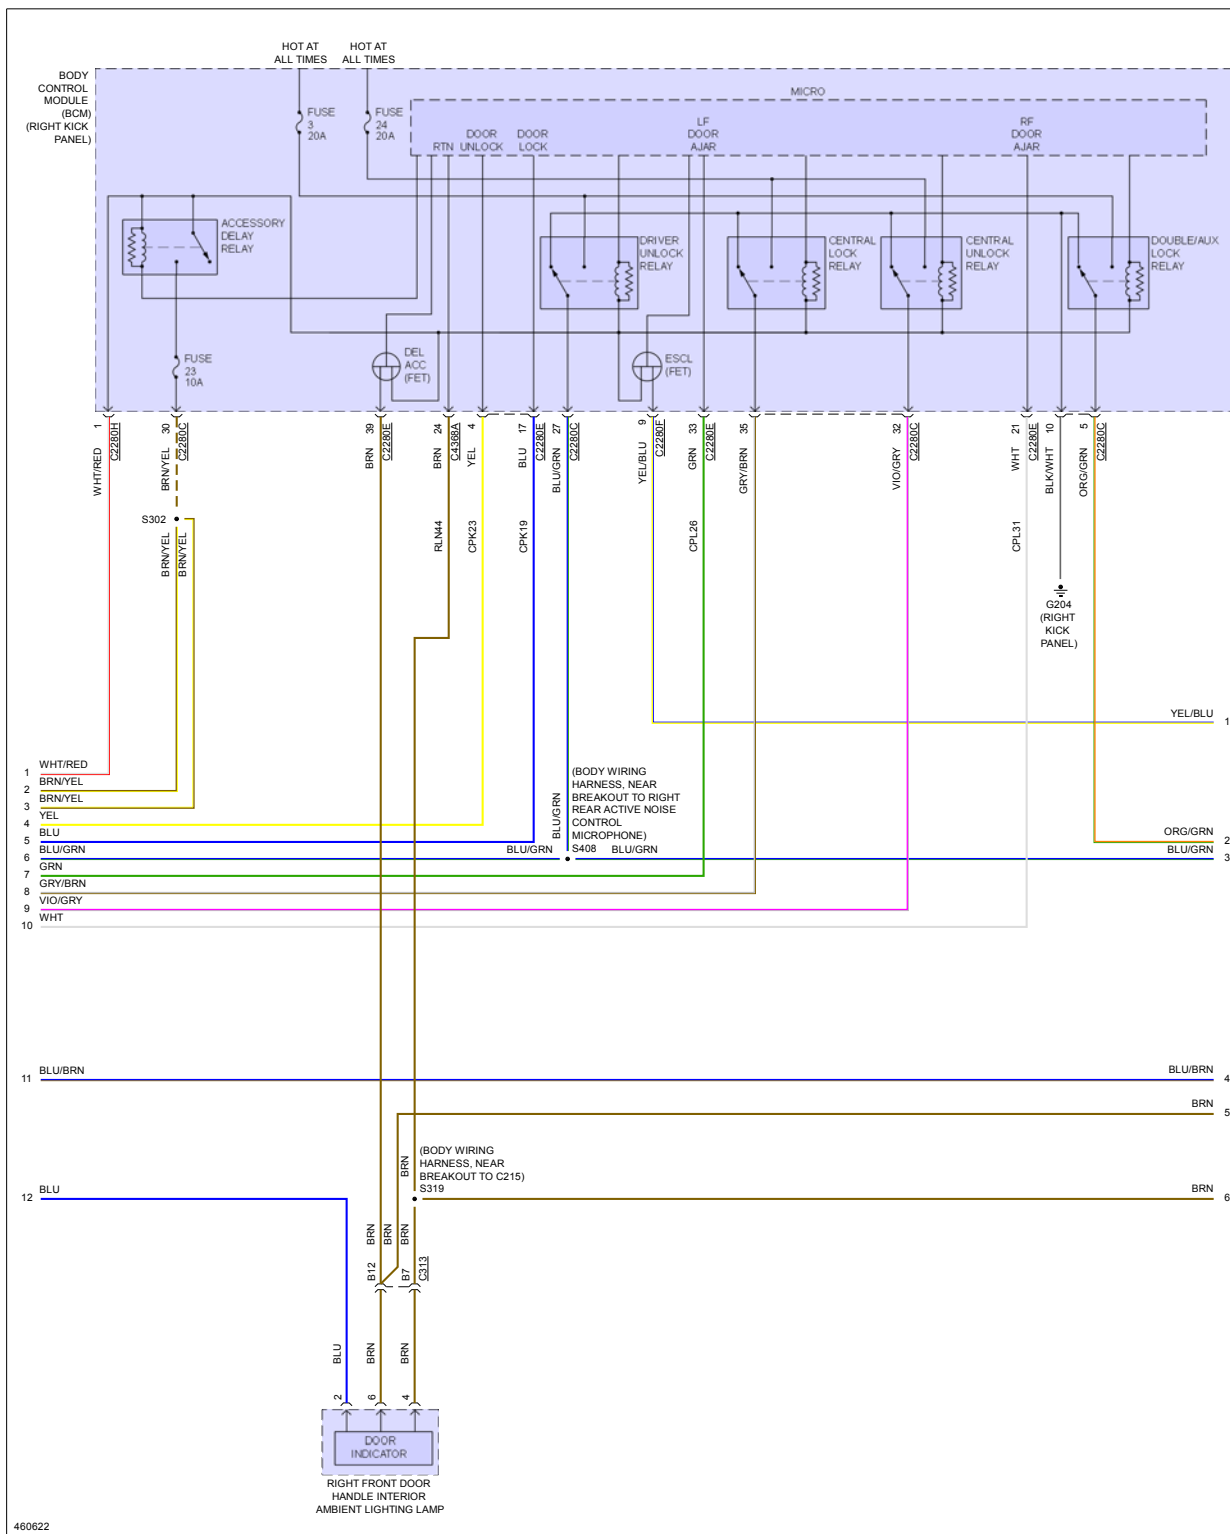 HOT AT
ALL TIMES
HOT AT
ALL TIMES
BODY
CONTROL
MODULE
(BCM)
(RIGHT KICK
PANEL)
FUSE
3
20A
FUSE
24
20A
MICRO
RTN
DOOR
UNLOCK
DOOR
LOCK
LF
DOOR
AJAR
RF
DOOR
AJAR
ACCESSORY
DELAY
RELAY
DRIVER
UNLOCK
RELAY
CENTRAL
LOCK
RELAY
CENTRAL
UNLOCK
RELAY
DOUBLE/AUX
LOCK
RELAY
FUSE
23
10A
DEL
ACC
(FET)
ESCL
(FET)
1
C2280H
30
C2280C
39
C2280E
24
C4368A
4
17
C2280E
27
C2280C
9
C2280F
33
C2280E
35
32
C2280C
21
C2280E
10
5
C2280C
WHT/RED
BRN/YEL
BRN
BRN
YEL
BLU
BLU/GRN
YEL/BLU
GRN
GRY/BRN
VIO/GRY
WHT
BLK/WHT
ORG/GRN
S302
BRN/YEL
BRN/YEL
RLN44
CPK23
CPK19
CPL26
CPL31
G204
(RIGHT
KICK
PANEL)
YEL/BLU 1
1 WHT/RED
2 BRN/YEL
3 BRN/YEL
4 YEL
5 BLU
6 BLU/GRN
7 GRN
8 GRY/BRN
9 VIO/GRY
10 WHT
(BODY WIRING
HARNESS, NEAR
BREAKOUT TO RIGHT
REAR ACTIVE NOISE
CONTROL
MICROPHONE)
S408
BLU/GRN
BLU/GRN
BLU/GRN
ORG/GRN 2
BLU/GRN 3
11 BLU/BRN
BLU/BRN 4
BRN 5
(BODY WIRING
HARNESS, NEAR
BREAKOUT TO C215)
S319
BRN
12 BLU
BRN 6
BRN
BRN
BRN
B12
B7
C313
BLU
BRN
BRN
2
6
4
DOOR
INDICATOR
RIGHT FRONT DOOR
HANDLE INTERIOR
AMBIENT LIGHTING LAMP
460622